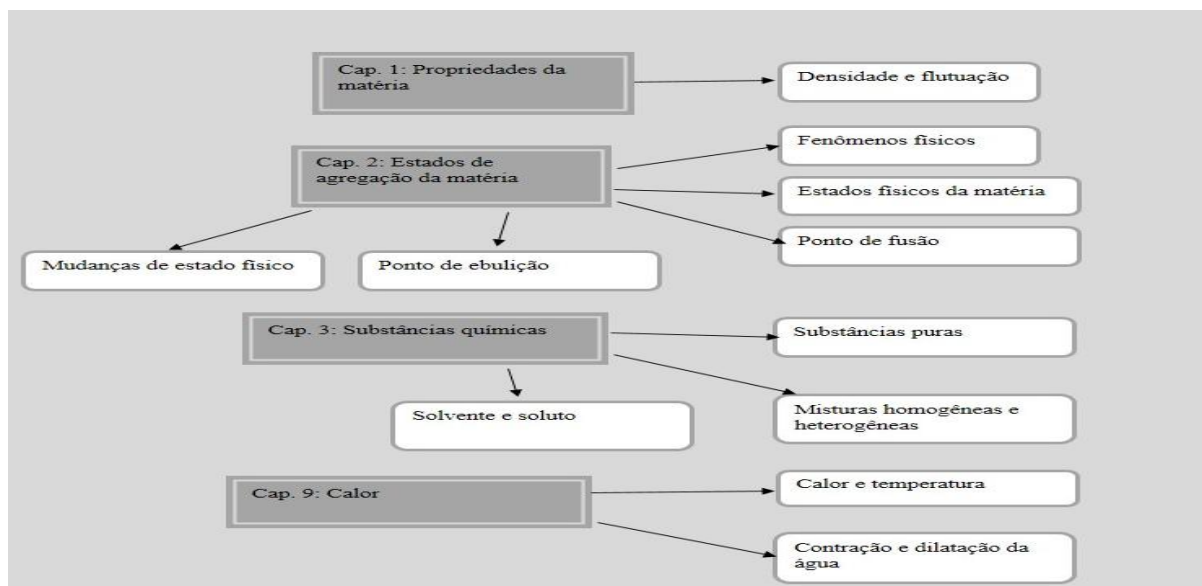 Cap. 1: Propriedades da
matéria
Densidade e flutuação
Cap. 2: Estados de
agregação da matéria
Fenômenos físicos
Estados físicos da matéria
Ponto de fusão
Mudanças de estado físico
Ponto de ebulição
Cap. 3: Substâncias químicas
Substâncias puras
Solvente e soluto
Misturas homogêneas e
heterogêneas
Cap. 9: Calor
Calor e temperatura
Contração e dilatação da
água